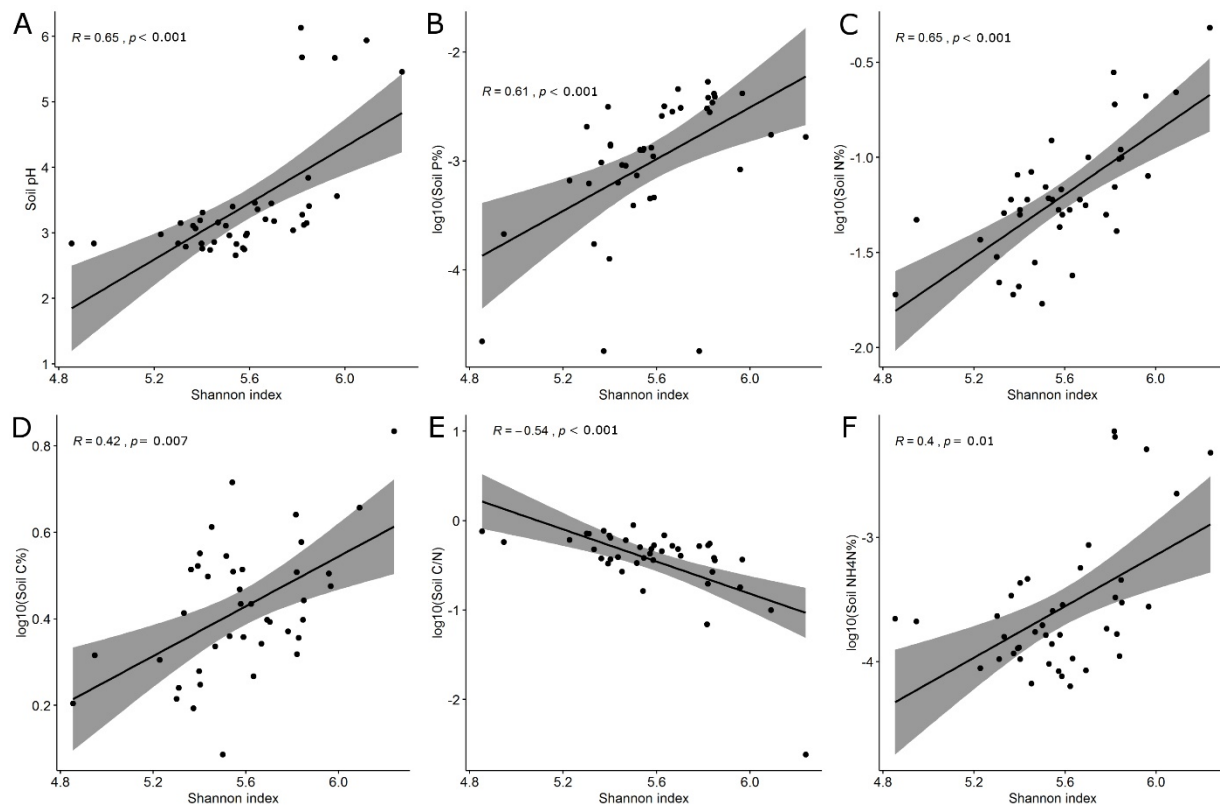 A
R = 0.65 , p < 0.001
Soil pH
6
5
4
3
2
1
4.8 5.2 5.6 6.0
Shannon index
B
R = 0.61 , p < 0.001
log10(Soil P%)
-2
-3
-4
4.8 5.2 5.6 6.0
Shannon index
C
R = 0.65 , p < 0.001
log10(Soil N%)
-0.5
-1.0
-1.5
-2.0
4.8 5.2 5.6 6.0
Shannon index
D
R = 0.42 , p = 0.007
log10(Soil C%)
0.8
0.6
0.4
0.2
4.8 5.2 5.6 6.0
Shannon index
E
R = −0.54 , p < 0.001
log10(Soil C/N)
1
0
-1
-2
4.8 5.2 5.6 6.0
Shannon index
F
R = 0.4 , p = 0.01
log10(Soil NH4N%)
-3
-4
4.8 5.2 5.6 6.0
Shannon index